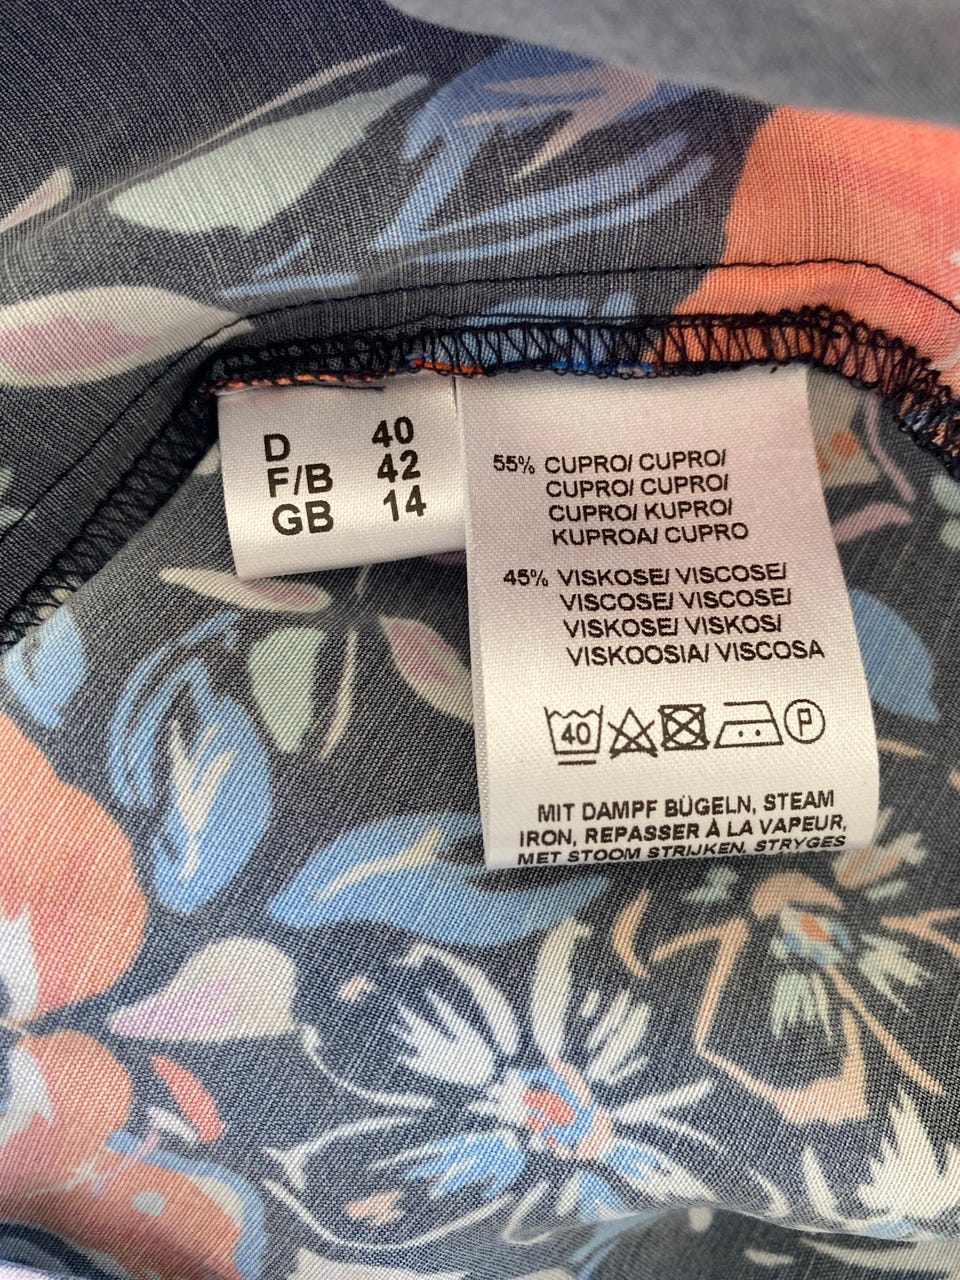 D 40
F/B 42
GB 14
55% CUPRO/ CUPRO/
CUPRO/ CUPRO/
CUPRO/ KUPRO/
KUPROA/ CUPRO
45% VISKOSE/ VISCOSE/
VISCOSE/ VISCOSE/
VISKOSE/ VISKOS/
VISKOOSIA/ VISCOSA
40 P
MIT DAMPF BÜGELN, STEAM
IRON, REPASSER À LA VAPEUR,
MET STOOM STRIJKEN, STRYGES